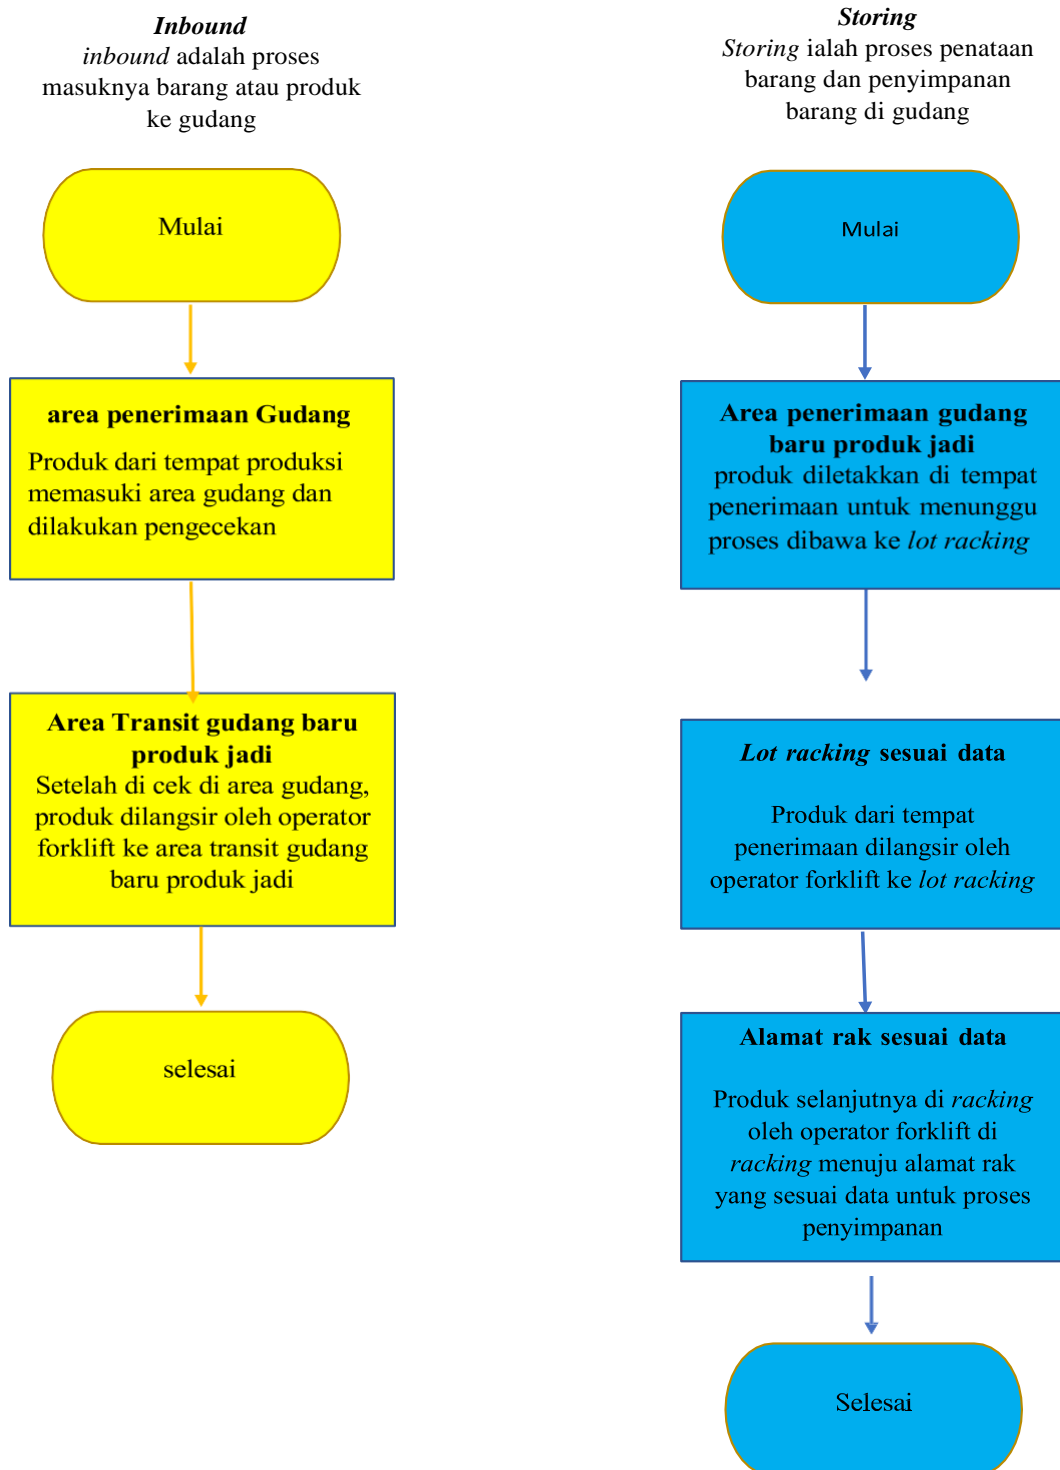 Inbound
inbound adalah proses
masuknya barang atau produk
ke gudang
Mulai
area penerimaan Gudang
Produk dari tempat produksi
memasuki area gudang dan
dilakukan pengecekan
Area Transit gudang baru
produk jadi
Setelah di cek di area gudang,
produk dilangsir oleh operator
forklift ke area transit gudang
baru produk jadi
selesai
Storing
Storing ialah proses penataan
barang dan penyimpanan
barang di gudang
Mulai
Area penerimaan gudang
baru produk jadi
produk diletakkan di tempat
penerimaan untuk menunggu
proses dibawa ke lot racking
Lot racking sesuai data
Produk dari tempat
penerimaan dilangsir oleh
operator forklift ke lot racking
Alamat rak sesuai data
Produk selanjutnya di racking
oleh operator forklift di
racking menuju alamat rak
yang sesuai data untuk proses
penyimpanan
Selesai